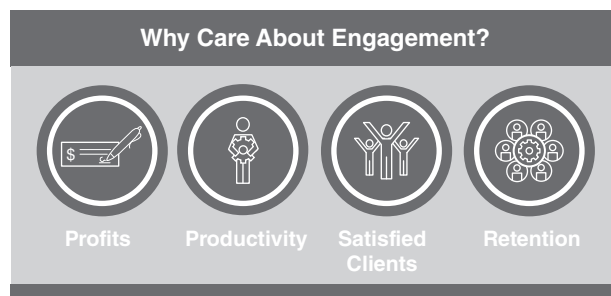 Why Care About Engagement?
$
Profits
Productivity
Satisfied
Clients
Retention